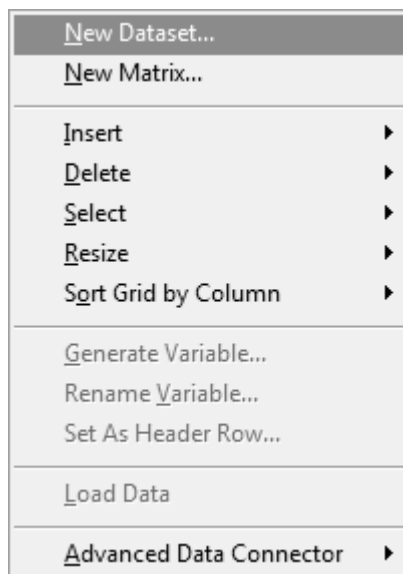 New Dataset...
New Matrix...
Insert
Delete
Select
Resize
Sort Grid by Column
Generate Variable...
Rename Variable...
Set As Header Row...
Load Data
Advanced Data Connector